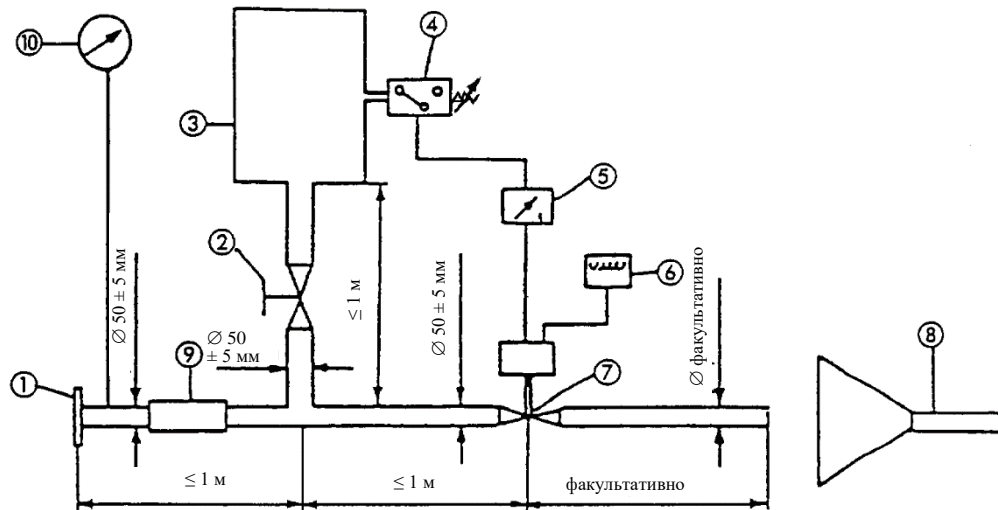 ⑩
④
③
⑤
②
⑥
≤ 1 м
Ø 50 ± 5 мм
Ø 50
± 5 мм
Ø 50 ± 5 мм
Ø факультативно
⑨
⑦
⑧
①
≤ 1 м
≤ 1 м
факультативно